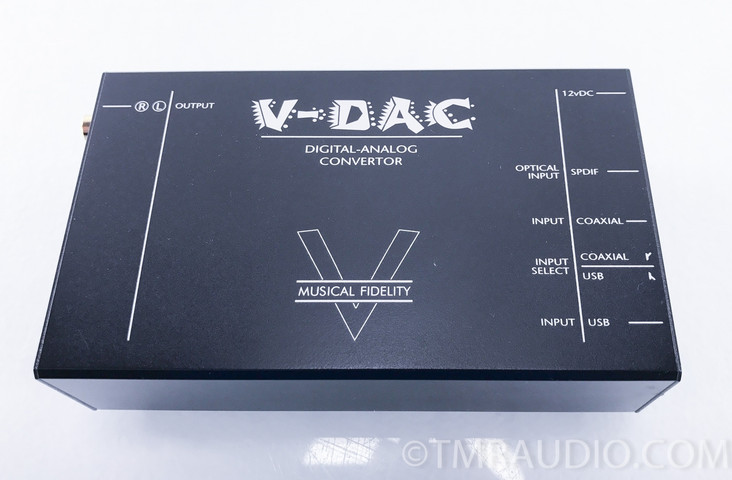 Ⓡ Ⓛ OUTPUT
V-DAC
DIGITAL-ANALOG
CONVERTOR
12vDC
OPTICAL
INPUT
SPDIF
INPUT COAXIAL
INPUT
SELECT
COAXIAL
USB
INPUT USB
MUSICAL FIDELITY
©TMRAUDIO.COM